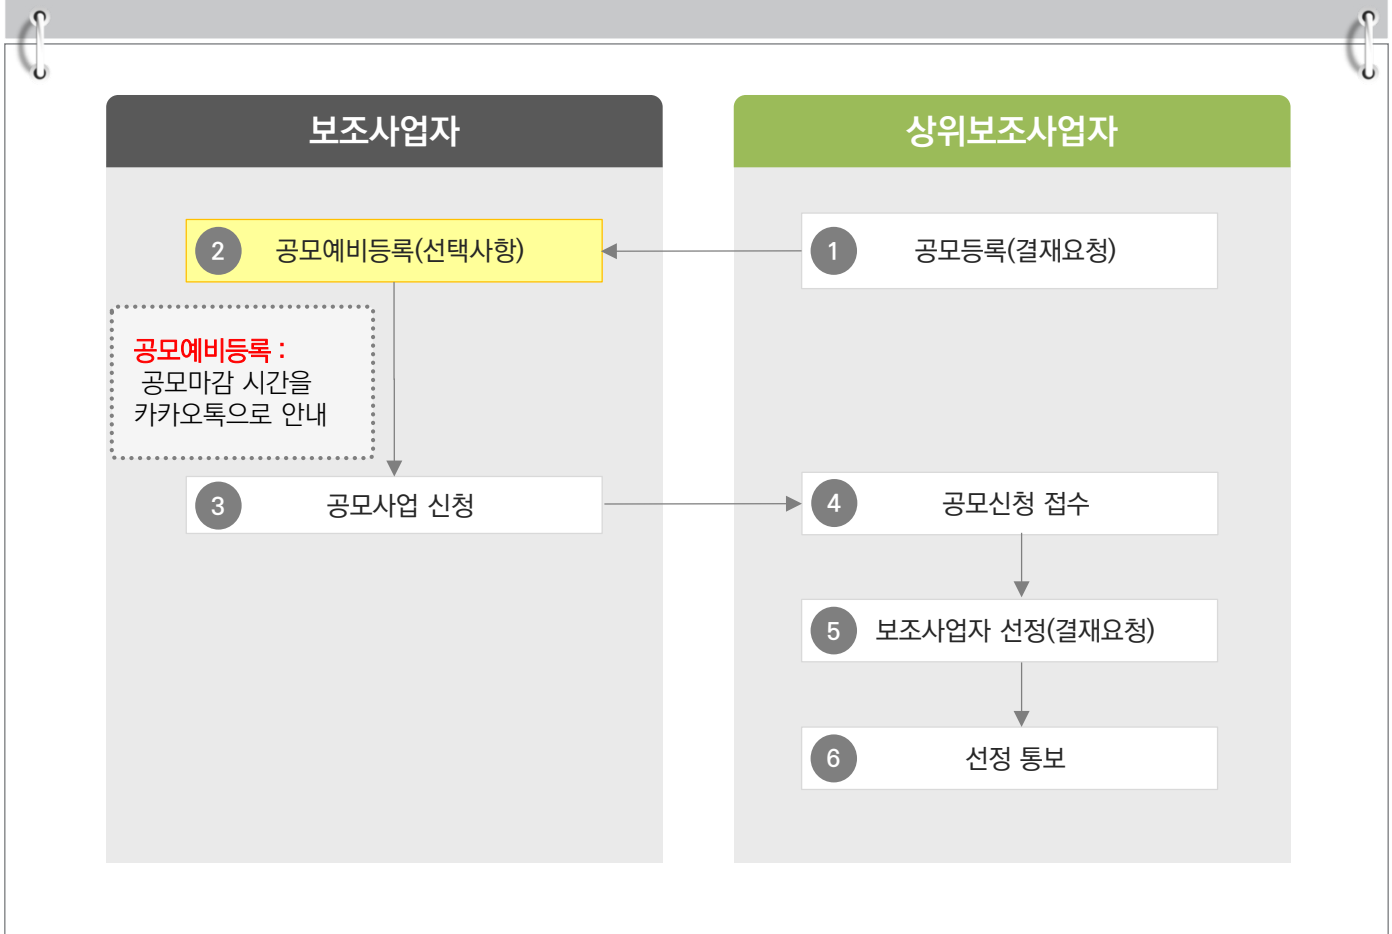 보조사업자
상위보조사업자
2 공모예비등록(선택사항)
1 공모등록(결재요청)
공모예비등록 :
공모마감 시간을
카카오톡으로 안내
3 공모사업 신청
4 공모신청 접수
5 보조사업자 선정(결재요청)
6 선정 통보